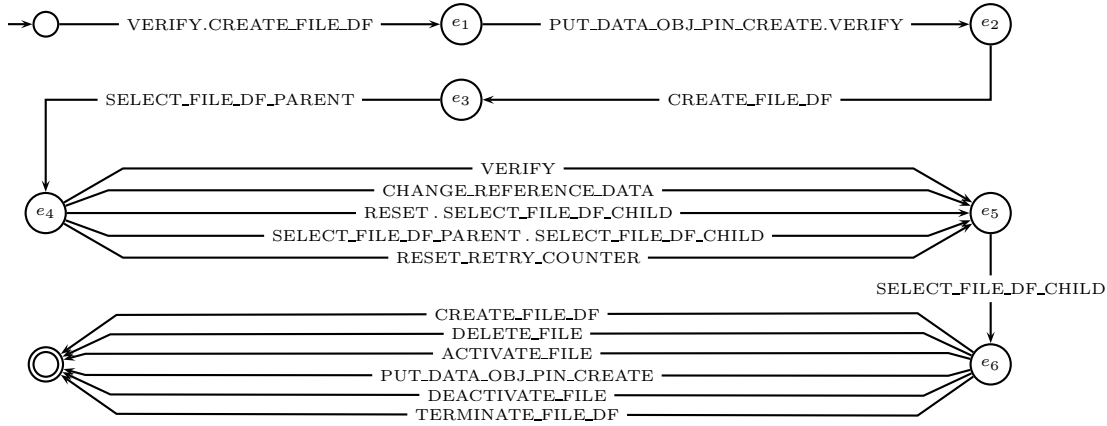 VERIFY.CREATE_FILE_DF e1 PUT_DATA_OBJ_PIN_CREATE.VERIFY e2
SELECT_FILE_DF_PARENT e3 CREATE_FILE_DF
VERIFY
CHANGE_REFERENCE_DATA
e4 RESET . SELECT_FILE_DF_CHILD e5
SELECT_FILE_DF_PARENT . SELECT_FILE_DF_CHILD
RESET_RETRY_COUNTER
SELECT_FILE_DF_CHILD
CREATE_FILE_DF
DELETE_FILE
ACTIVATE_FILE
e6
PUT_DATA_OBJ_PIN_CREATE
DEACTIVATE_FILE
TERMINATE_FILE_DF